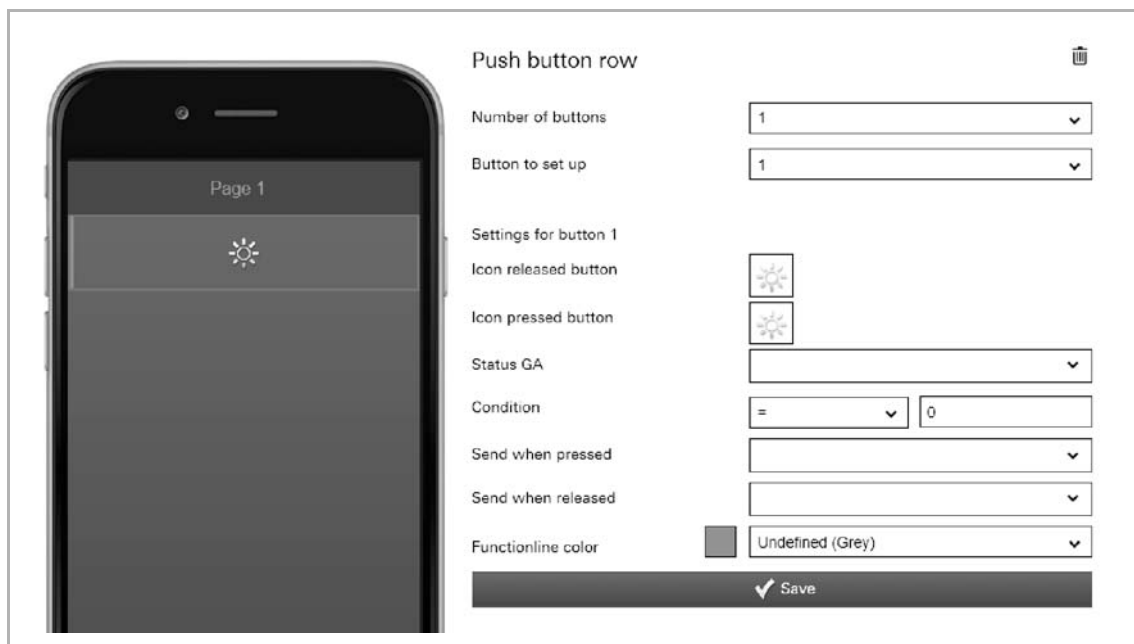 Page 1
Push button row
Number of buttons 1
Button to set up 1
Settings for button 1
Icon released button
Icon pressed button
Status GA
Condition = 0
Send when pressed
Send when released
Functionline color Undefined (Grey)
Save